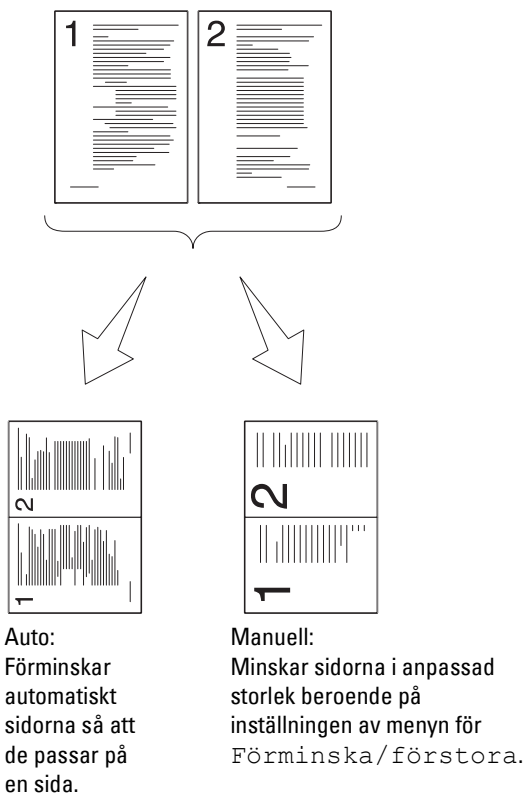 1 2
2 2
1 1
Auto:
Förminskar
automatiskt
sidorna så att
de passar på
en sida.
Manuell:
Minskar sidorna i anpassad
storlek beroende på
inställningen av menyn för
Förminska/förstora.